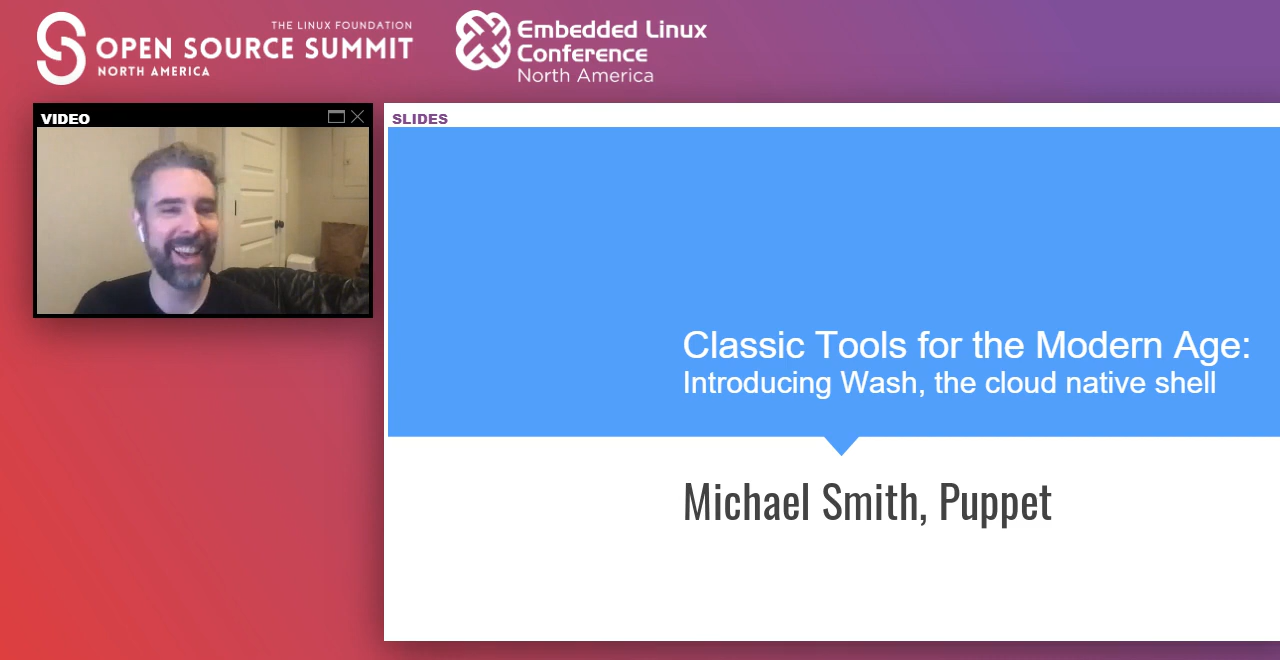 THE LINUX FOUNDATION
OPEN SOURCE SUMMIT
NORTH AMERICA
Embedded Linux
Conference
North America
VIDEO
SLIDES
Classic Tools for the Modern Age:
Introducing Wash, the cloud native shell
Michael Smith, Puppet